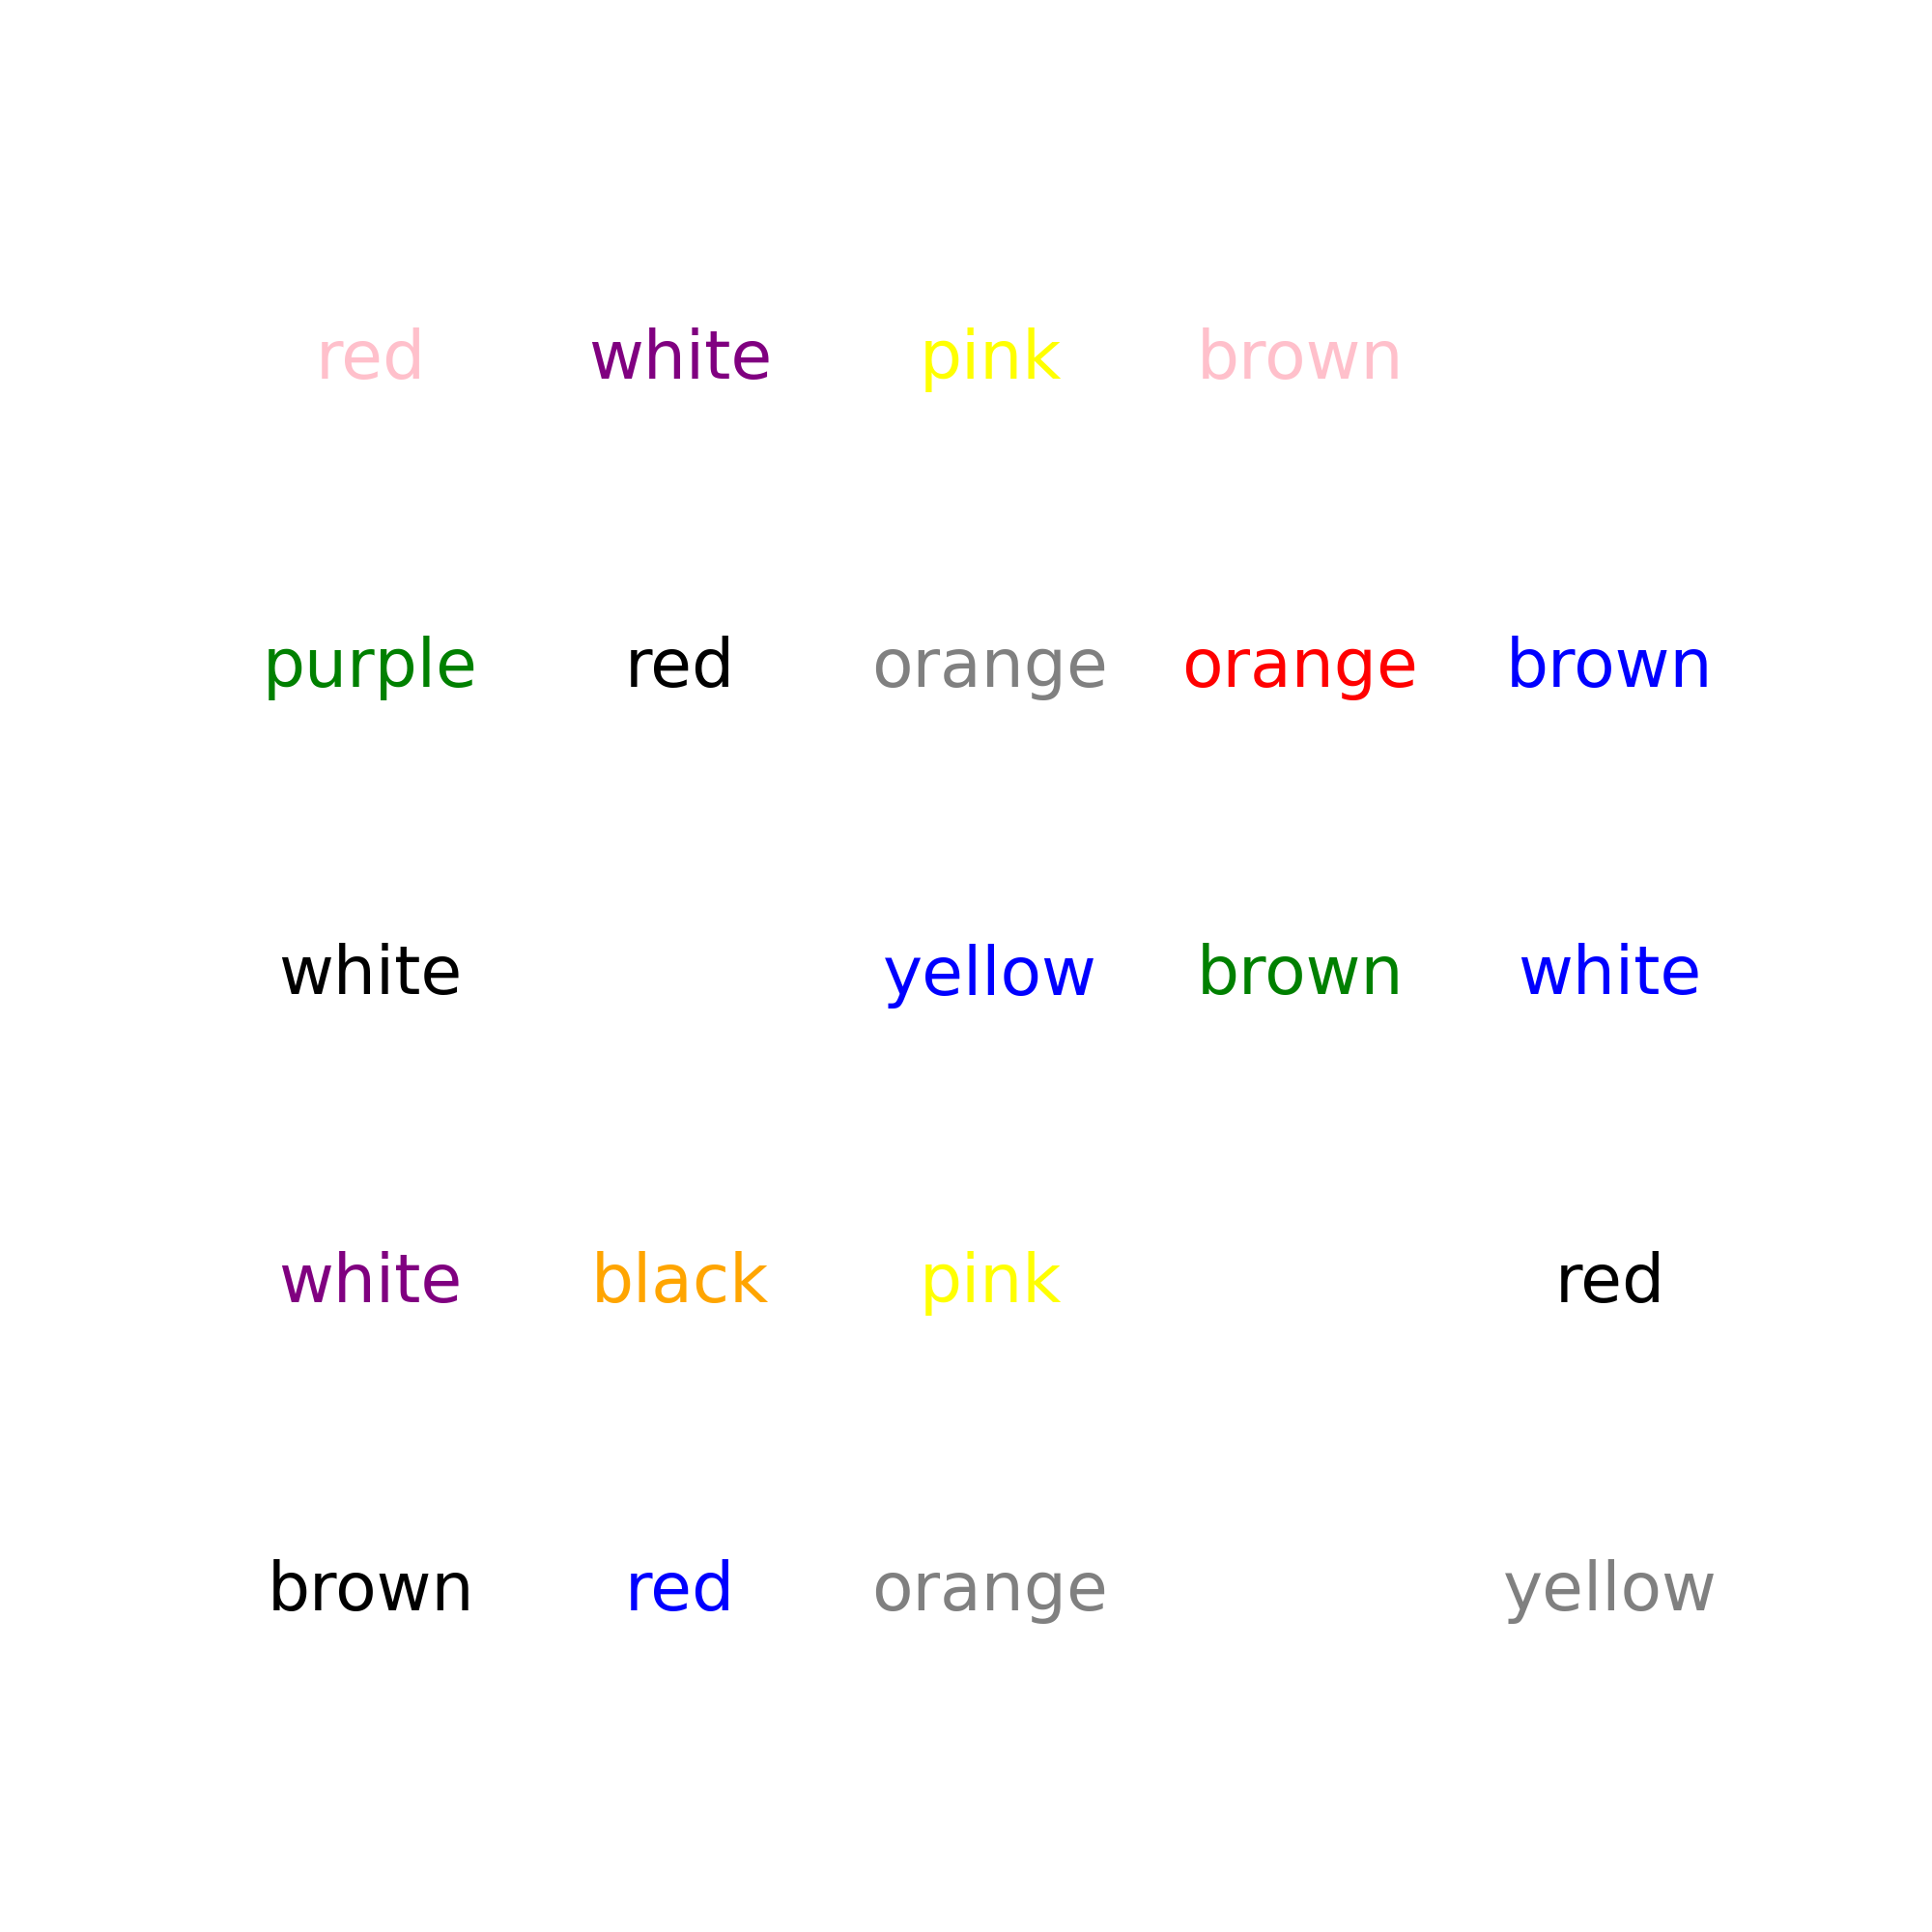 red white pink brown
purple red orange orange brown
white yellow brown white
white black pink red
brown red orange yellow